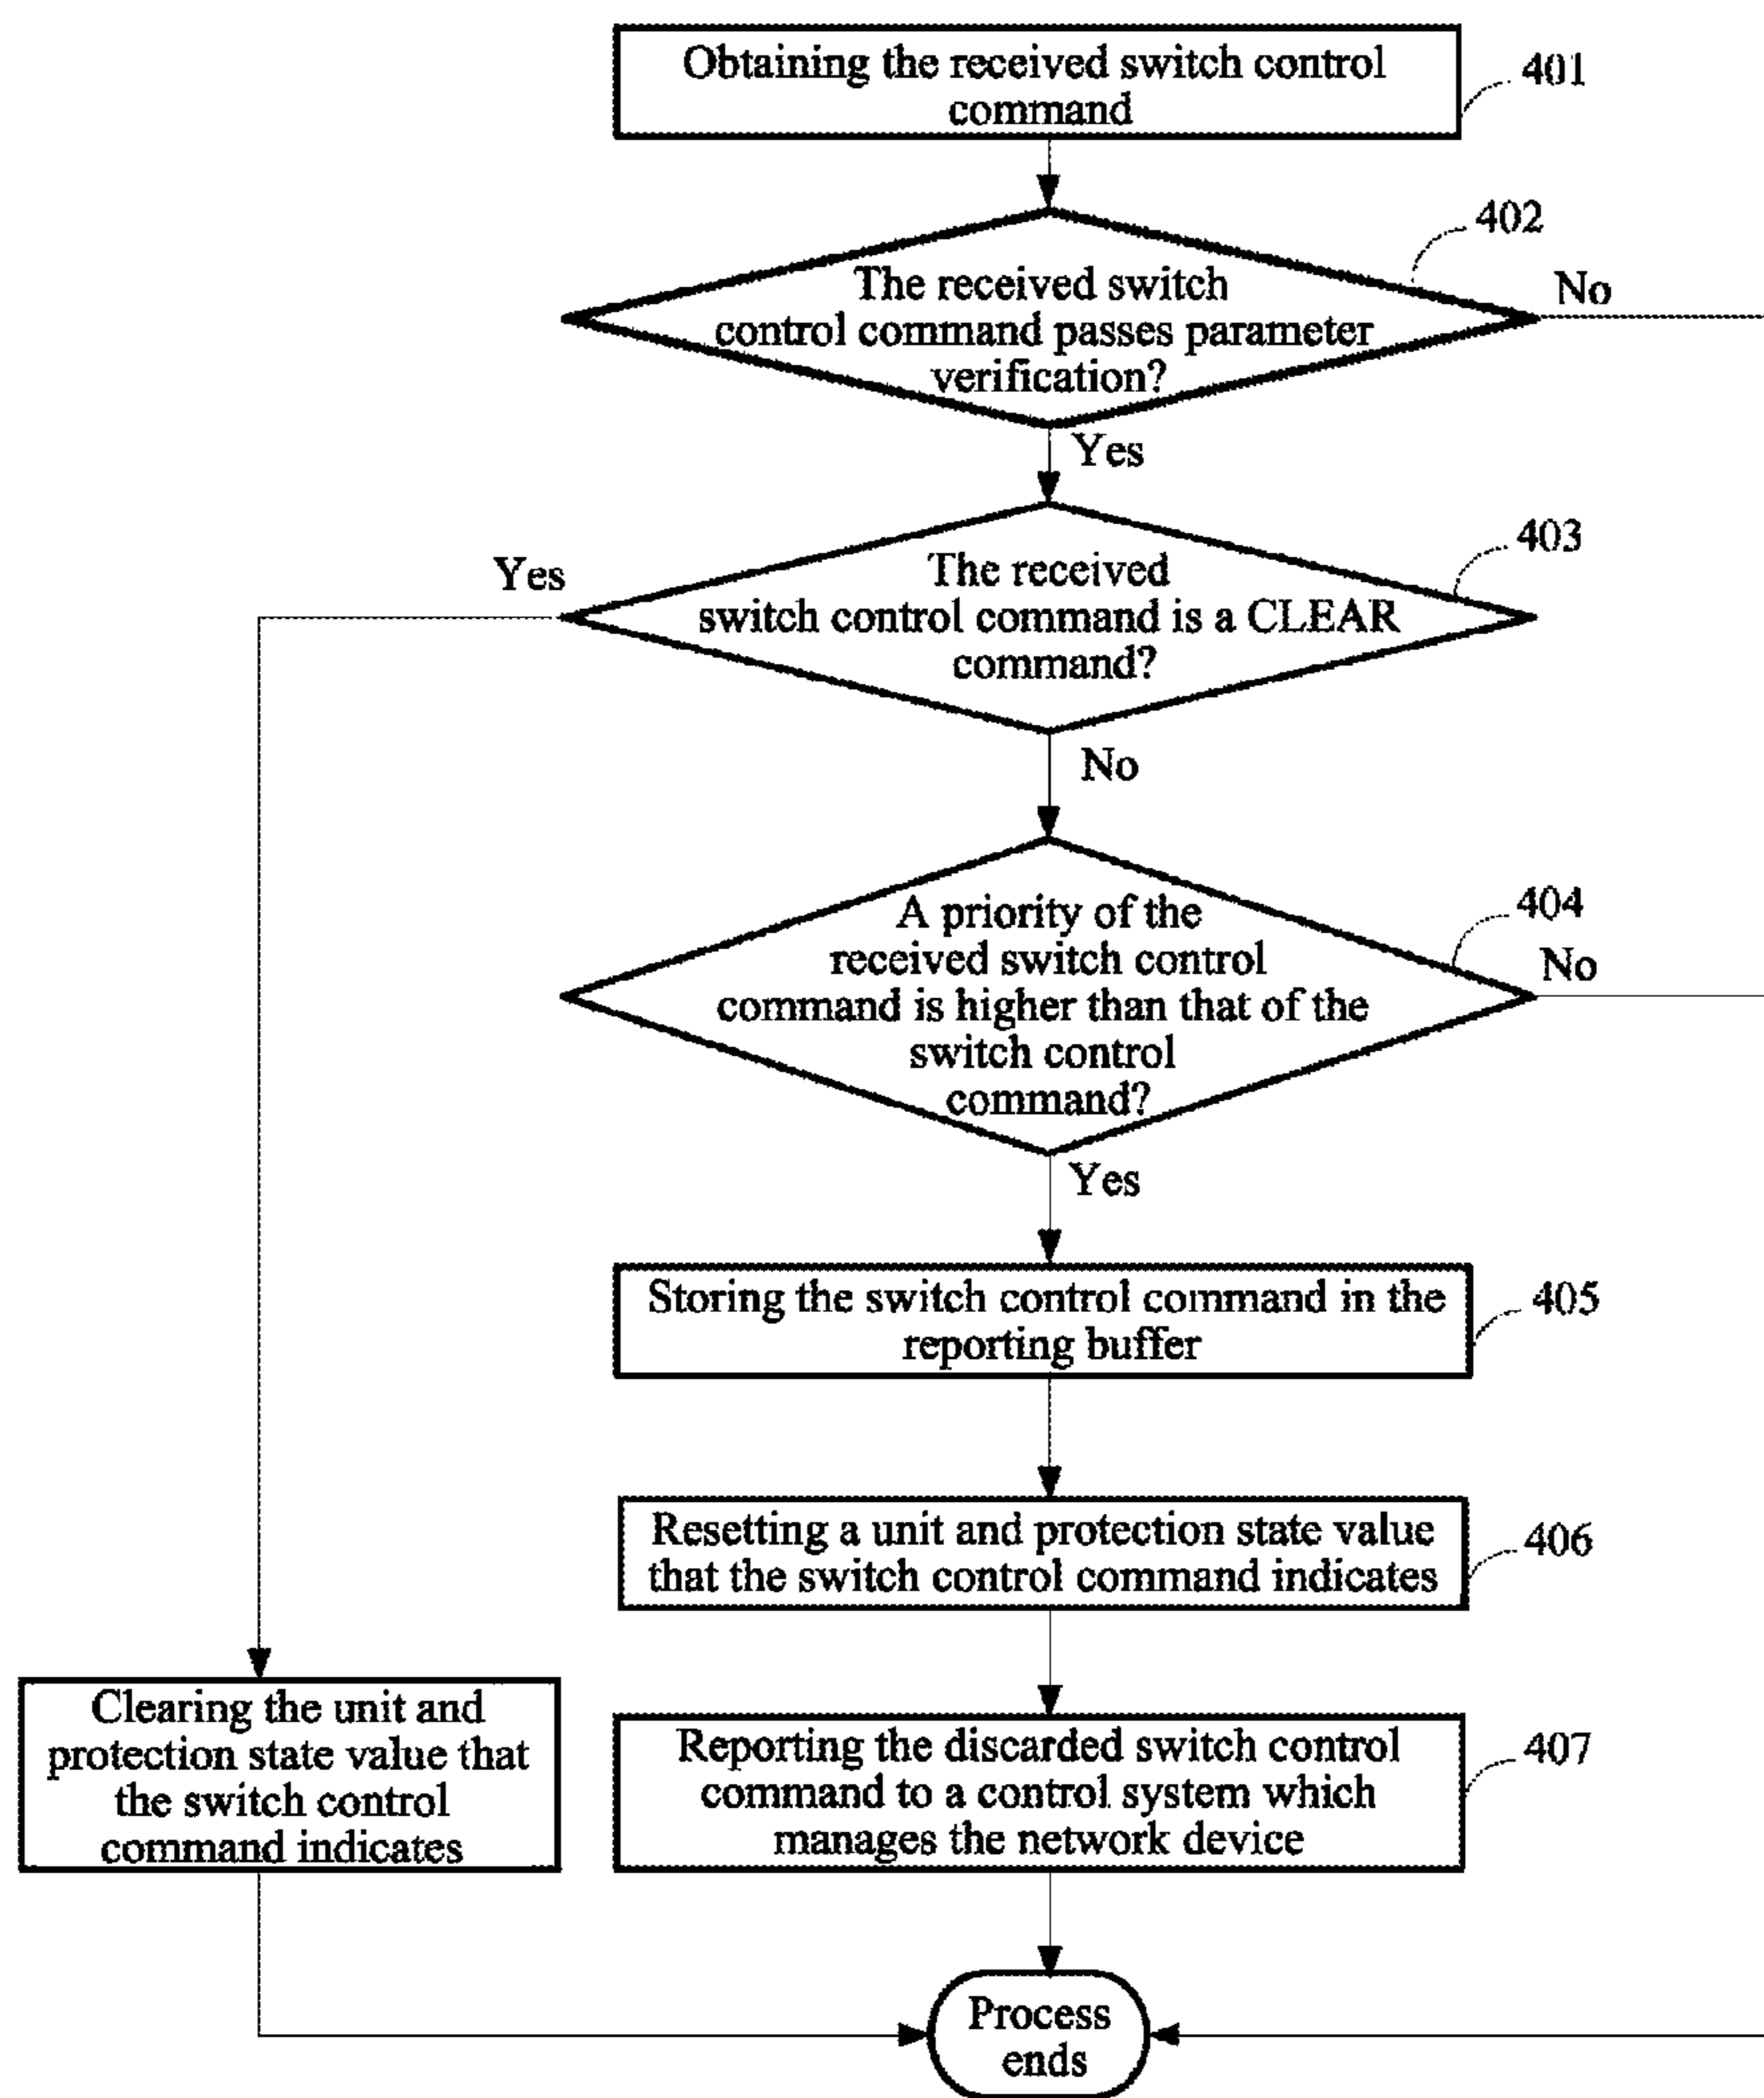 Obtaining the received switch control
command
401
402
The received switch
control command passes parameter
verification?
No
Yes
403
Yes
The received
switch control command is a CLEAR
command?
No
404
A priority of the
received switch control
command is higher than that of the
switch control
command?
No
Yes
Storing the switch control command in the
reporting buffer
405
Resetting a unit and protection state value
that the switch control command indicates
406
Clearing the unit and
protection state value that
the switch control
command indicates
Reporting the discarded switch control
command to a control system which
manages the network device
407
Process
ends